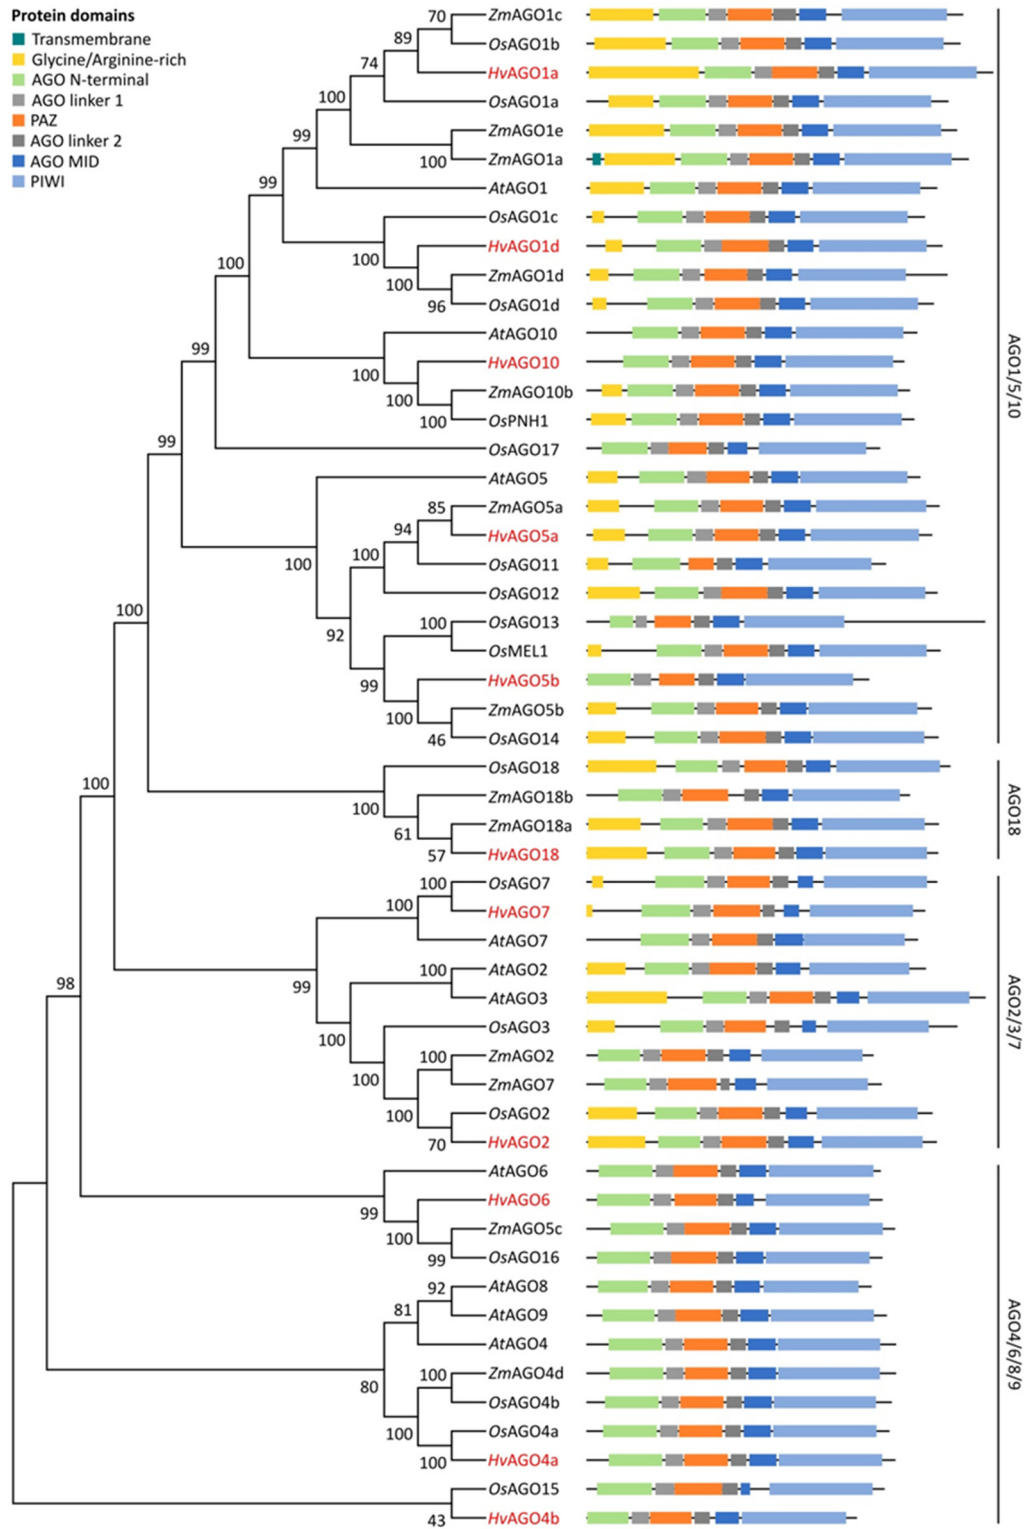 Protein domains
Transmembrane
Glycine/Arginine-rich
AGO N-terminal
AGO linker 1
PAZ
AGO linker 2
AGO MID
PIWI
70
ZmAGO1c
89
OsAGO1b
74
HvAGO1a
100
OsAGO1a
99
ZmAGO1e
100
ZmAGO1a
99
AtAGO1
OsAGO1c
100
HvAGO1d
100
100
ZmAGO1d
96
OsAGO1d
99
AtAGO10
100
HvAGO10
100
ZmAGO10b
100
OsPNH1
99
OsAGO17
AtAGO5
85
ZmAGO5a
94
HvAGO5a
100
100
OsAGO11
OsAGO12
100
92
100
OsAGO13
OsMEL1
99
HvAGO5b
100
ZmAGO5b
46
OsAGO14
AGO1/5/10
100
OsAGO18
100
ZmAGO18b
61
ZmAGO18a
57
HvAGO18
AGO18
100
OsAGO7
100
HvAGO7
AtAGO7
98
99
100
AtAGO2
AtAGO3
100
OsAGO3
100
100
ZmAGO2
100
ZmAGO7
OsAGO2
70
HvAGO2
AGO2/3/7
AtAGO6
99
HvAGO6
100
ZmAGO5c
99
OsAGO16
92
AtAGO8
81
AtAGO9
AtAGO4
80
100
ZmAGO4d
OsAGO4b
100
OsAGO4a
100
HvAGO4a
OsAGO15
43
HvAGO4b
AGO4/6/8/9